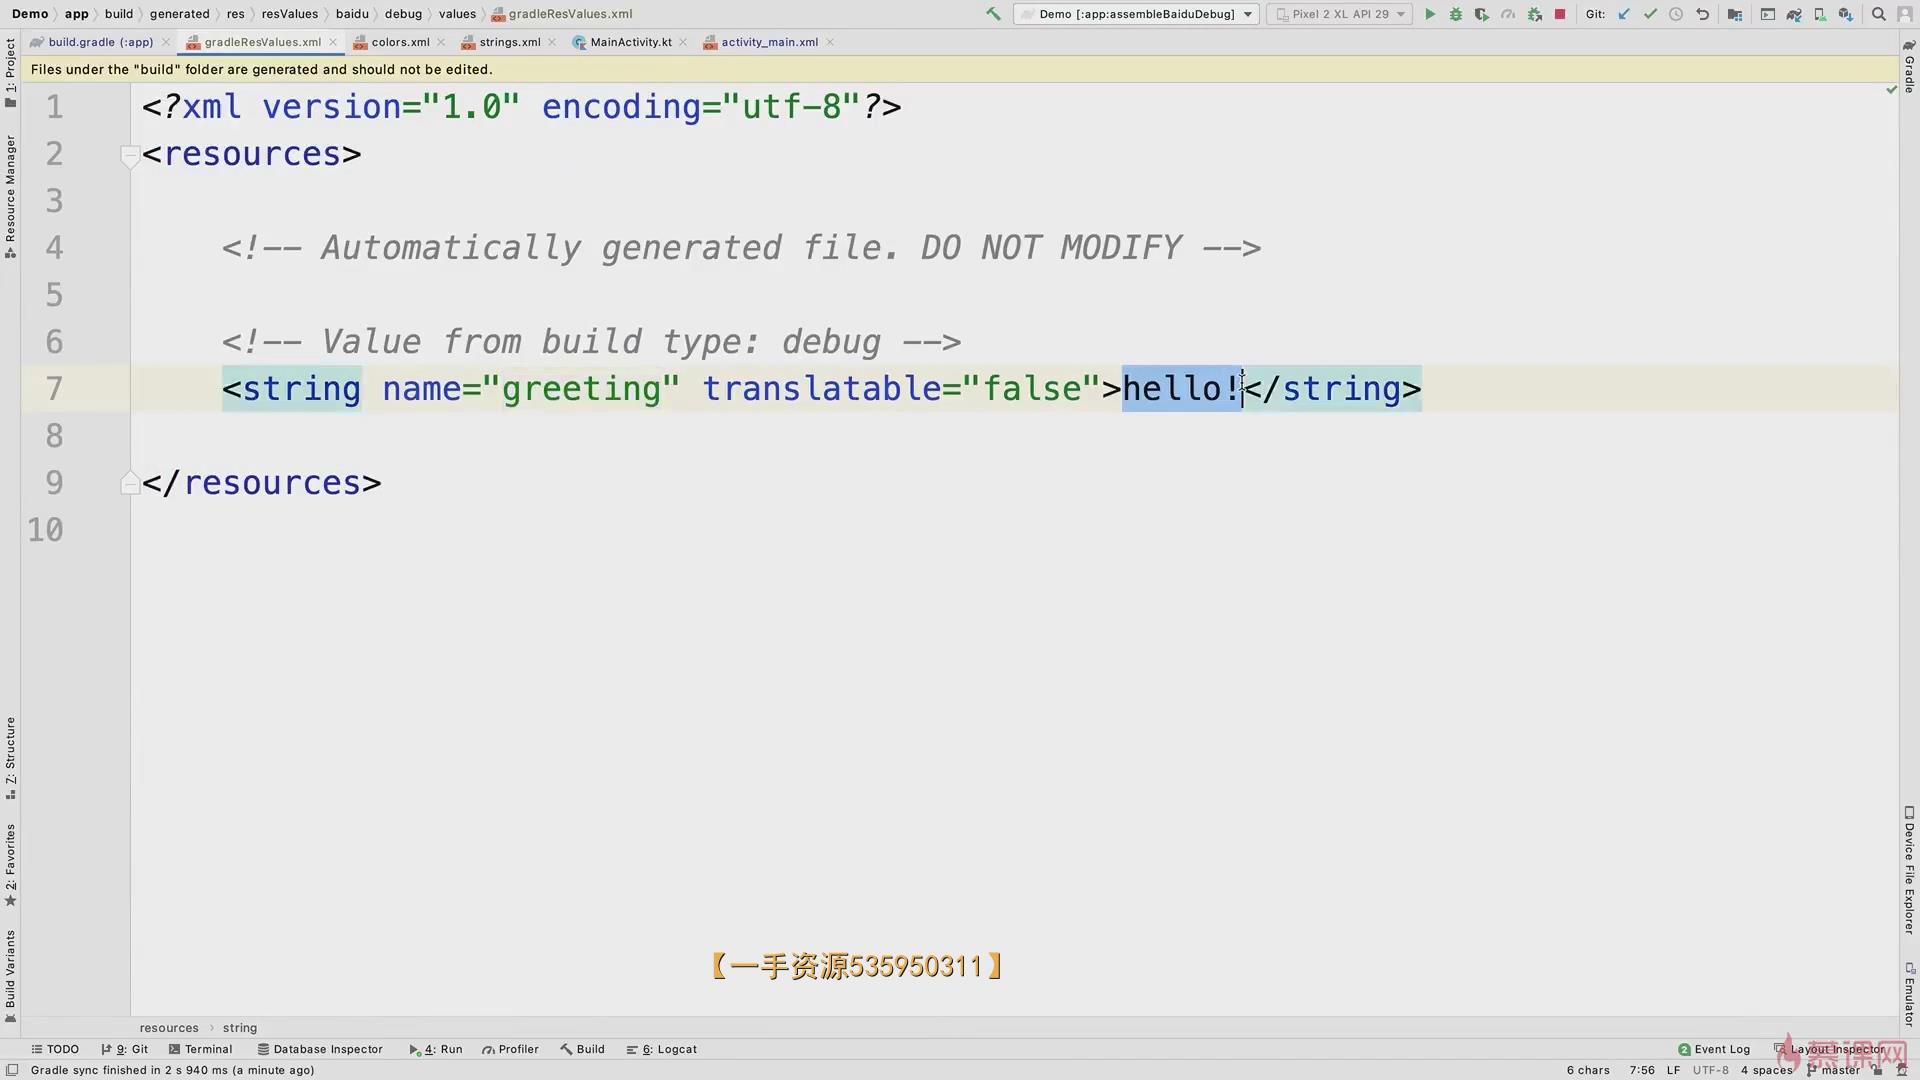 Demo app build generated res resValues baidu debug values gradleResValues.xml
Demo [:app:assembleBaiduDebug]
Pixel 2 XL API 29
Git:
build.gradle (:app)
gradleResValues.xml
colors.xml
strings.xml
MainActivity.kt
activity_main.xml
Files under the "build" folder are generated and should not be edited.
1 <?xml version="1.0" encoding="utf-8"?>
2 <resources>
3
4 <!-- Automatically generated file. DO NOT MODIFY -->
5
6 <!-- Value from build type: debug -->
7 <string name="greeting" translatable="false">hello!</string>
8
9 </resources>
10
1: Project
Resource Manager
7: Structure
2: Favorites
Build Variants
Gradle
Device File Explorer
Emulator
【一手资源535950311】
resources › string
TODO
9: Git
Terminal
Database Inspector
4: Run
Profiler
Build
6: Logcat
2 Event Log
Layout Inspector
慕课网
Gradle sync finished in 2 s 940 ms (a minute ago)
6 chars 7:56 LF UTF-8 4 spaces master